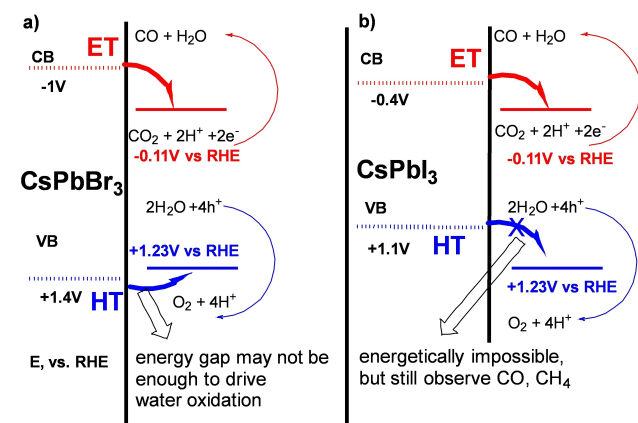 a)
CO + H₂O
ET
CB
-1V
CO₂ + 2H⁺ +2e⁻
-0.11V vs RHE
CsPbBr₃
2H₂O +4h⁺
VB
+1.23V vs RHE
+1.4V
HT
O₂ + 4H⁺
E, vs. RHE
energy gap may not be
enough to drive
water oxidation
b)
CO + H₂O
ET
CB
-0.4V
CO₂ + 2H⁺ +2e⁻
-0.11V vs RHE
CsPbI₃
VB
2H₂O +4h⁺
X
+1.1V
HT
+1.23V vs RHE
O₂ + 4H⁺
energetically impossible,
but still observe CO, CH₄